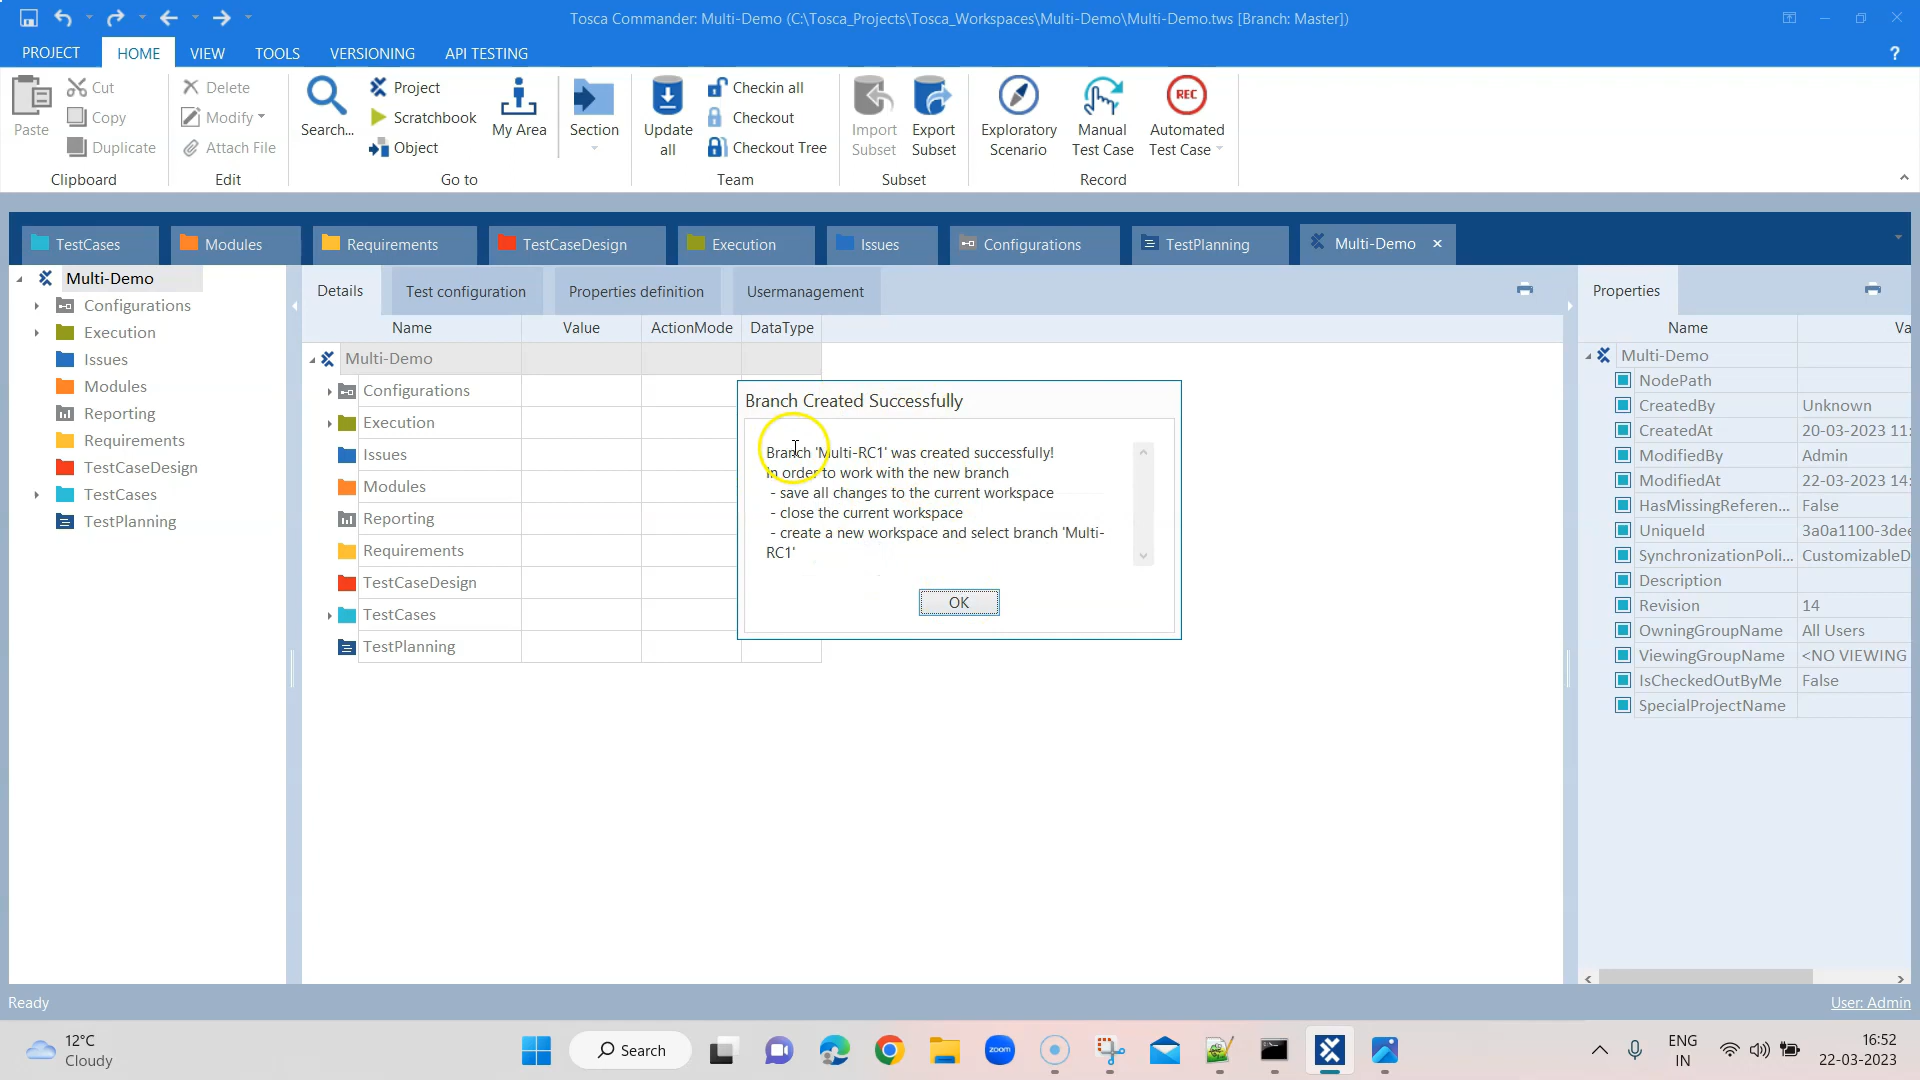 Tosca Commander: Multi-Demo (C:\Tosca_Projects\Tosca_Workspaces\Multi-Demo\Multi-Demo.tws [Branch: Master])
PROJECT HOME VIEW TOOLS VERSIONING API TESTING ?
Paste Cut Copy Duplicate
Delete Modify Attach File
Search... Project Scratchbook Object My Area Section
Update all Checkin all Checkout Checkout Tree
Import Subset Export Subset
Exploratory Scenario Manual Test Case REC Automated Test Case
Clipboard Edit Go to Team Subset Record
TestCases Modules Requirements TestCaseDesign Execution Issues Configurations TestPlanning Multi-Demo
Multi-Demo
Configurations
Execution
Issues
Modules
Reporting
Requirements
TestCaseDesign
TestCases
TestPlanning
Details Test configuration Properties definition Usermanagement
Name Value ActionMode DataType
Multi-Demo
Configurations
Execution
Issues
Modules
Reporting
Requirements
TestCaseDesign
TestCases
TestPlanning
Branch Created Successfully
Branch 'Multi-RC1' was created successfully!
In order to work with the new branch
- save all changes to the current workspace
- close the current workspace
- create a new workspace and select branch 'Multi-
RC1'
OK
Properties
Name Va
Multi-Demo
NodePath
CreatedBy Unknown
CreatedAt 20-03-2023 11:
ModifiedBy Admin
ModifiedAt 22-03-2023 14:
HasMissingReferen... False
UniqueId 3a0a1100-3dee
SynchronizationPoli... CustomizableD
Description
Revision 14
OwningGroupName All Users
ViewingGroupName <NO VIEWING
IsCheckedOutByMe False
SpecialProjectName
Ready User: Admin
12°C
Cloudy
Search
zoom
ENG
IN
16:52
22-03-2023